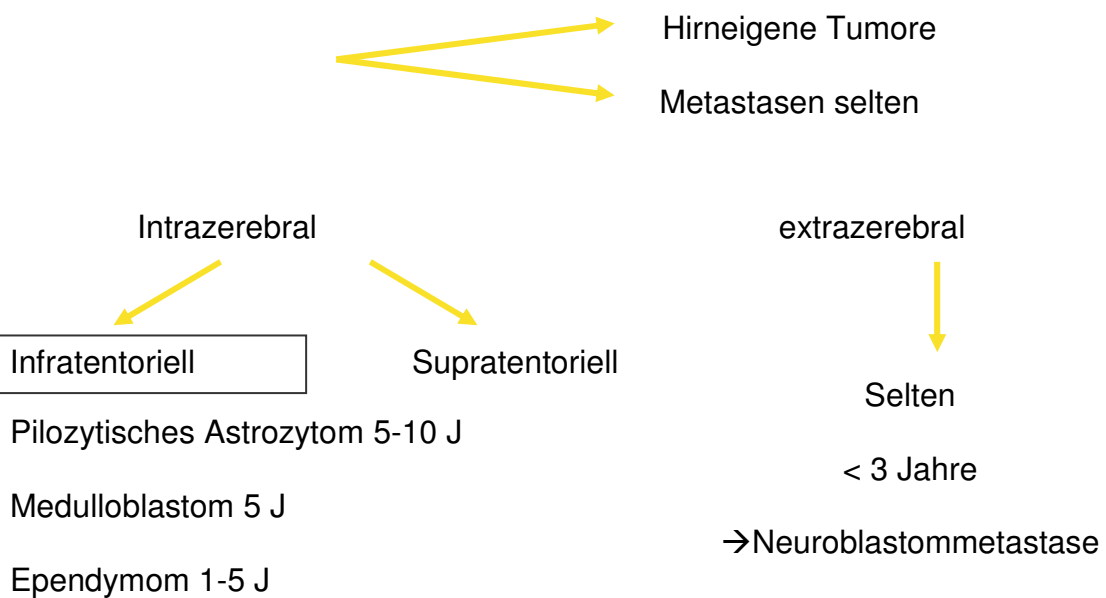 Hirneigene Tumore
Metastasen selten
Intrazerebral
extrazerebral
Infratentoriell
Supratentoriell
Selten
Pilozytisches Astrozytom 5-10 J
< 3 Jahre
Medulloblastom 5 J
→Neuroblastommetastase
Ependymom 1-5 J